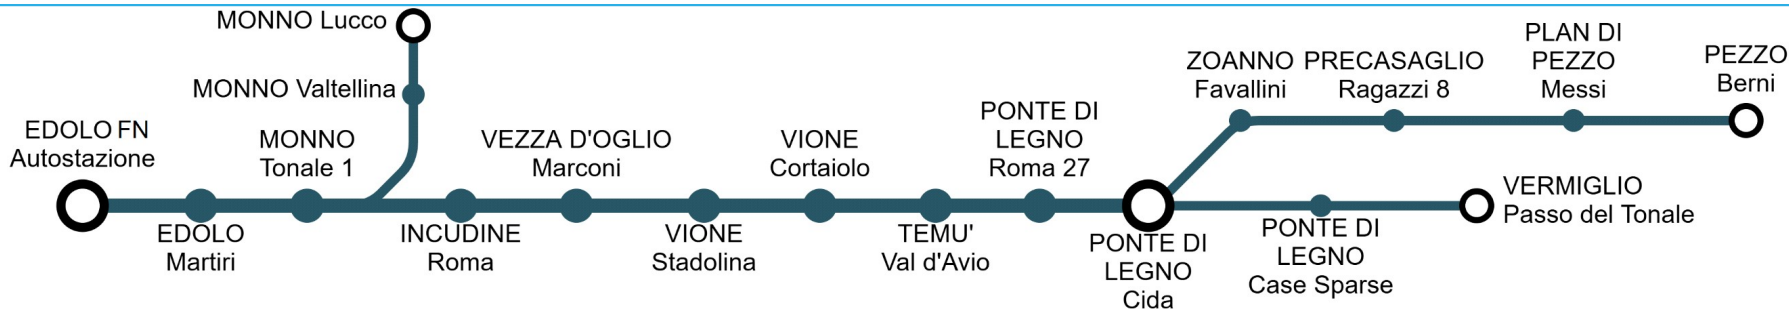 MONNO Lucco
MONNO Valtellina
EDOLO FN
Autostazione
EDOLO
Martiri
MONNO
Tonale 1
INCUDINE
Roma
VEZZA D'OGLIO
Marconi
VIONE
Stadolina
VIONE
Cortaiolo
TEMU'
Val d'Avio
PONTE DI
LEGNO
Roma 27
PONTE DI
LEGNO
Cida
ZOANNO
Favallini
PRECASAGLIO
Ragazzi 8
PLAN DI
PEZZO
Messi
PEZZO
Berni
PONTE DI
LEGNO
Case Sparse
VERMIGLIO
Passo del Tonale